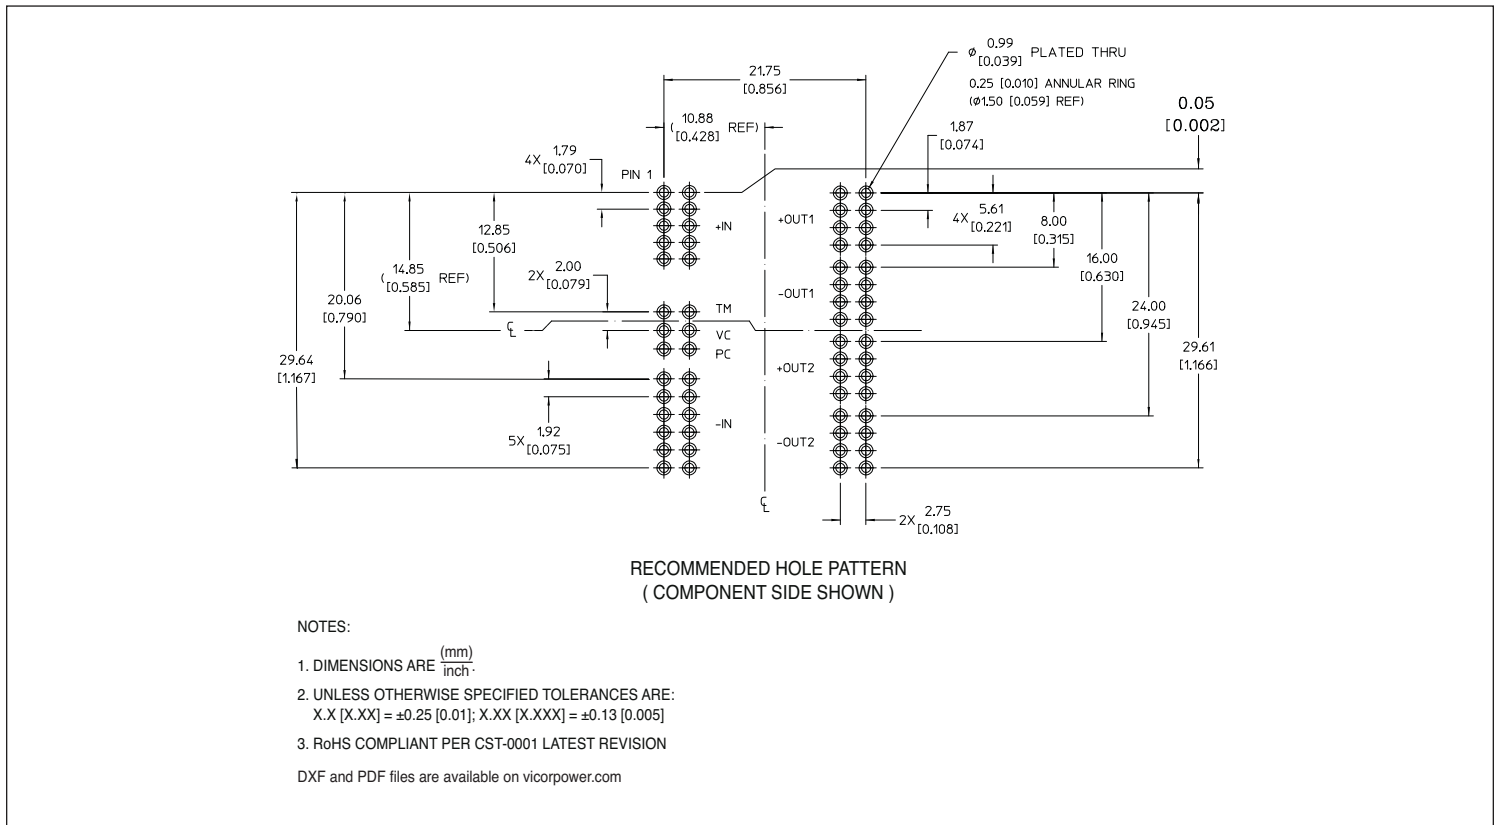 ø 0.99 [0.039] PLATED THRU
0.25 [0.010] ANNULAR RING
(ø1.50 [0.059] REF)
21.75
[0.856]
0.05
[0.002]
( 10.88 [0.428] REF)
1.87
[0.074]
4X 1.79 [0.070]
PIN 1
+IN
+OUT1
4X 5.61 [0.221]
8.00
[0.315]
12.85
[0.506]
16.00
[0.630]
( 14.85 [0.585] REF)
2X 2.00 [0.079]
-OUT1
20.06
[0.790]
TM
24.00
[0.945]
℄
VC
PC
29.64
[1.167]
29.61
[1.166]
+OUT2
5X 1.92 [0.075]
-IN
-OUT2
℄
2X 2.75 [0.108]
RECOMMENDED HOLE PATTERN
( COMPONENT SIDE SHOWN )
NOTES:
1. DIMENSIONS ARE (mm)/inch.
2. UNLESS OTHERWISE SPECIFIED TOLERANCES ARE:
X.X [X.XX] = ±0.25 [0.01]; X.XX [X.XXX] = ±0.13 [0.005]
3. RoHS COMPLIANT PER CST-0001 LATEST REVISION
DXF and PDF files are available on vicorpower.com